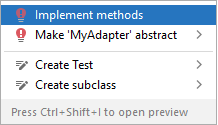 Implement methods
Make 'MyAdapter' abstract
Create Test
Create subclass
Press Ctrl+Shift+I to open preview